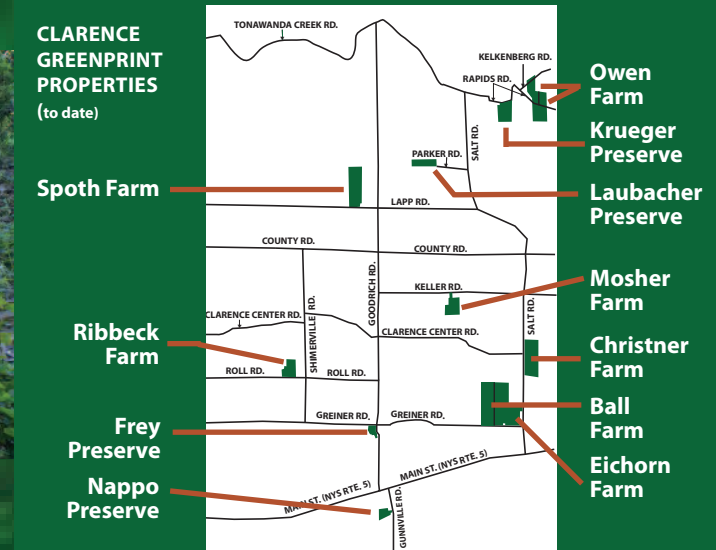 CLARENCE
GREENPRINT
PROPERTIES
(to date)
Spoth Farm
Ribbeck
Farm
Frey
Preserve
Nappo
Preserve
TONAWANDA CREEK RD.
KELKENBERG RD.
RAPIDS RD.
PARKER RD.
SALT RD.
LAPP RD.
COUNTY RD.
COUNTY RD.
GOODRICH RD.
KELLER RD.
SHIMERVILLE RD.
CLARENCE CENTER RD.
CLARENCE CENTER RD.
SALT RD.
ROLL RD.
ROLL RD.
GREINER RD.
GREINER RD.
MAIN ST. (NYS RTE. 5)
MAIN ST. (NYS RTE. 5)
GUNNVILLE RD.
Owen
Farm
Krueger
Preserve
Laubacher
Preserve
Mosher
Farm
Christner
Farm
Ball
Farm
Eichorn
Farm